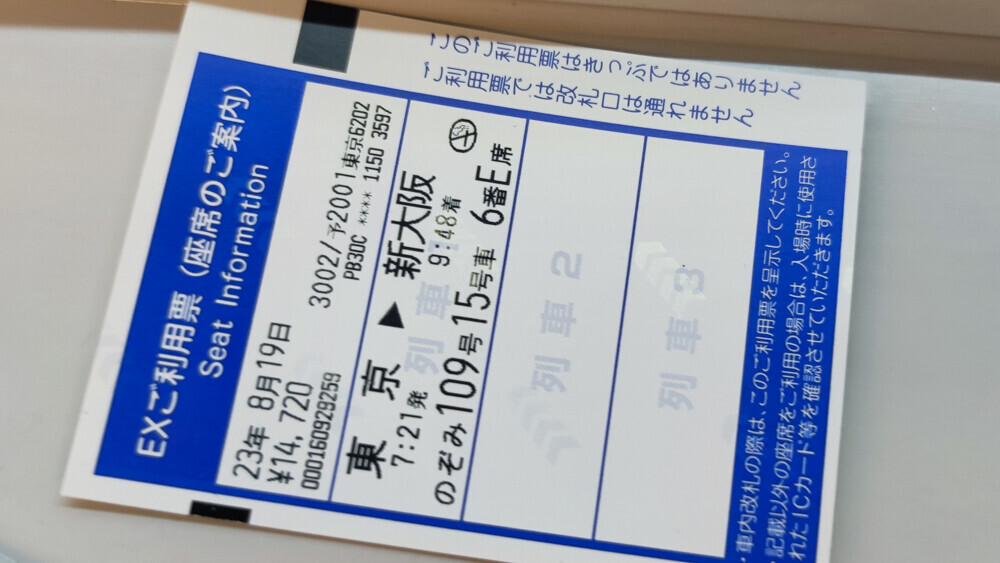 EXご利用票(座席のご案内)
Seat Information
23年 8月19日
3002/予2001東京6202
¥14,720
PB30C **** 1150 3597
000160929259
東 京 ▶ 新大阪
列車
7:21発
9:48着
のぞみ109号15号車 6番E席
列車2
列車3
・車内改札の際は、このご利用票を呈示してください。
・記載以外の座席をご利用の場合は、入場時に使用さ
れたICカード等を確認させていただきます。
このご利用票はきっぷではありません
ご利用票では改札口は通れません